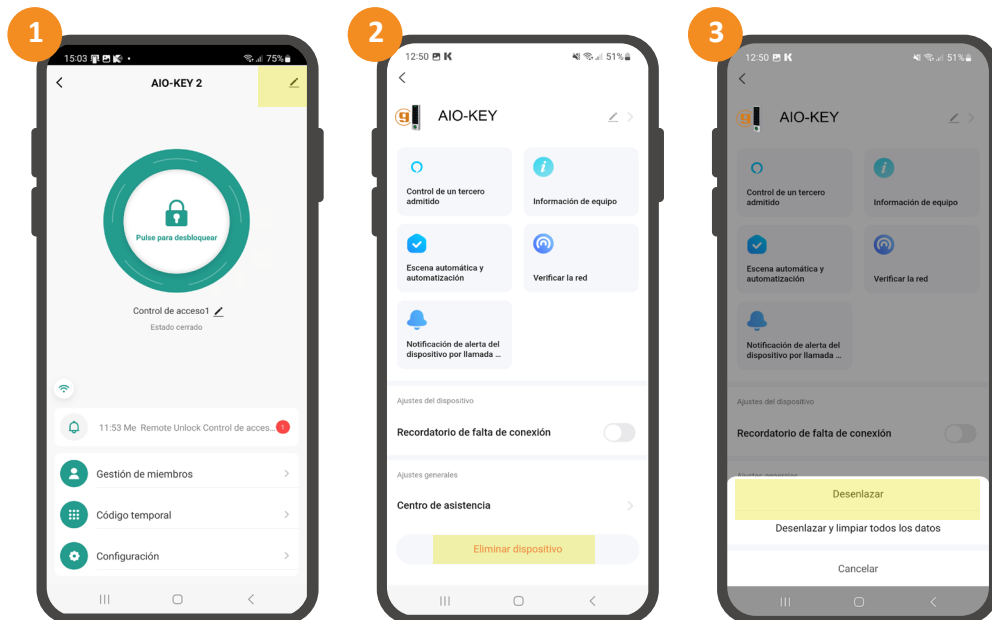 1
15:03
75%
AIO-KEY 2
Pulse para desbloquear
Control de acceso1
Estado cerrado
11:53 Me Remote Unlock Control de acces...
1
Gestión de miembros
Código temporal
Configuración
2
12:50 K
51%
g
AIO-KEY
Control de un tercero
admitido
Información de equipo
Escena automática y
automatización
Verificar la red
Notificación de alerta del
dispositivo por llamada ...
Ajustes del dispositivo
Recordatorio de falta de conexión
Ajustes generales
Centro de asistencia
Eliminar dispositivo
3
12:50 K
51%
g
AIO-KEY
Control de un tercero
admitido
Información de equipo
Escena automática y
automatización
Verificar la red
Notificación de alerta del
dispositivo por llamada ...
Ajustes del dispositivo
Recordatorio de falta de conexión
Ajustes generales
Desenlazar
Desenlazar y limpiar todos los datos
Cancelar